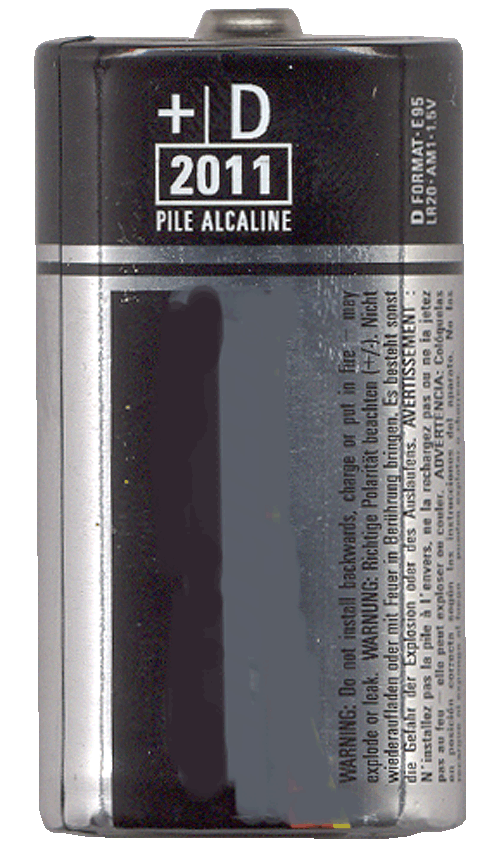 + D
2011
PILE ALCALINE
D FORMAT · E95
LR20 · AM1 · 1.5V
WARNING: Do not install backwards, charge or put in fire — may
explode or leak. WARNUNG: Richtige Polarität beachten (+/-). Nicht
wiederaufladen oder mit Feuer in Berührung bringen. Es besteht sonst
die Gefahr der Explosion oder des Auslaufens. AVERTISSEMENT :
N'installez pas la pile à l'envers, ne la rechargez pas ou ne la jetez
pas au feu — elle peut exploser ou couler. ADVERTENCIA: Colóquelas
en posición correcta según las instrucciones del aparato. No las